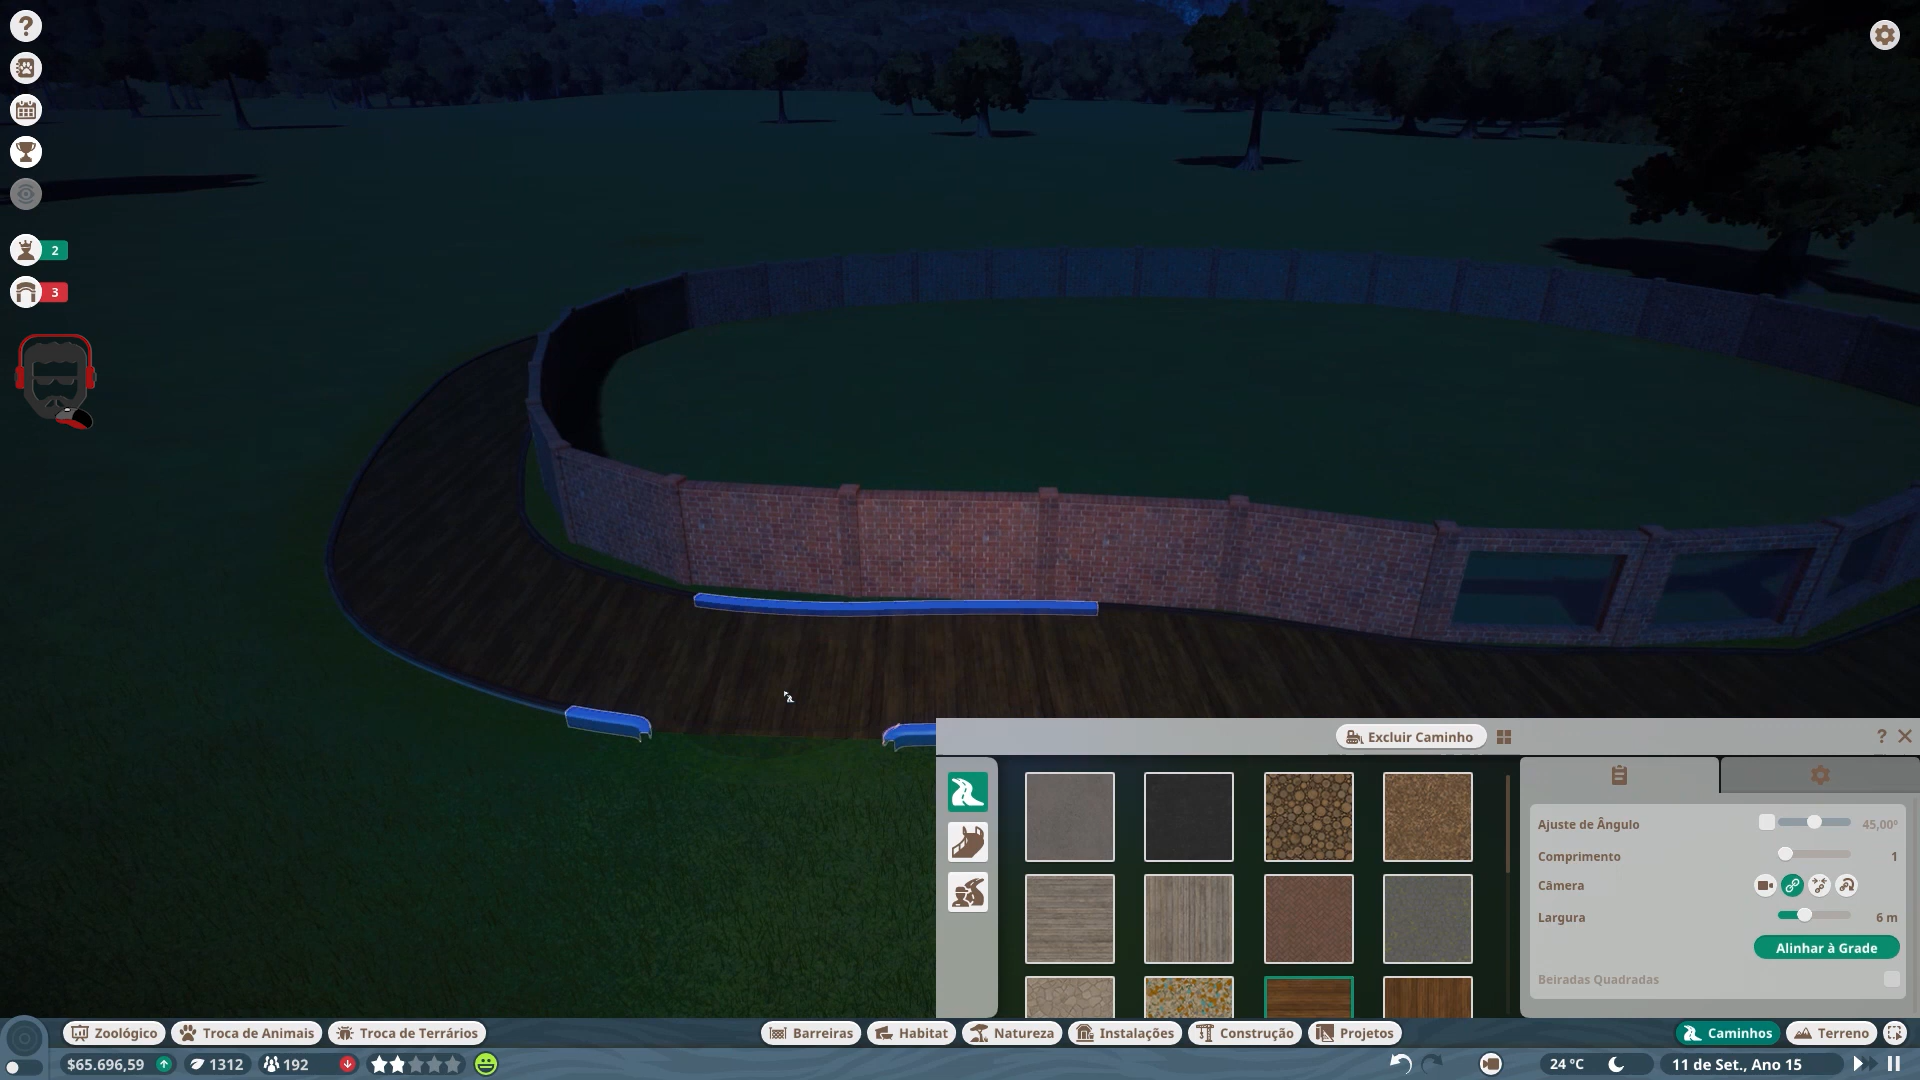 ?
2
3
Excluir Caminho
?
Ajuste de Ângulo
45,00º
Comprimento
1
Câmera
Largura
6 m
Alinhar à Grade
Beiradas Quadradas
Zoológico
Troca de Animais
Troca de Terrários
Barreiras
Habitat
Natureza
Instalações
Construção
Projetos
Caminhos
Terreno
$65.696,59
1312
192
24 ºC
11 de Set., Ano 15